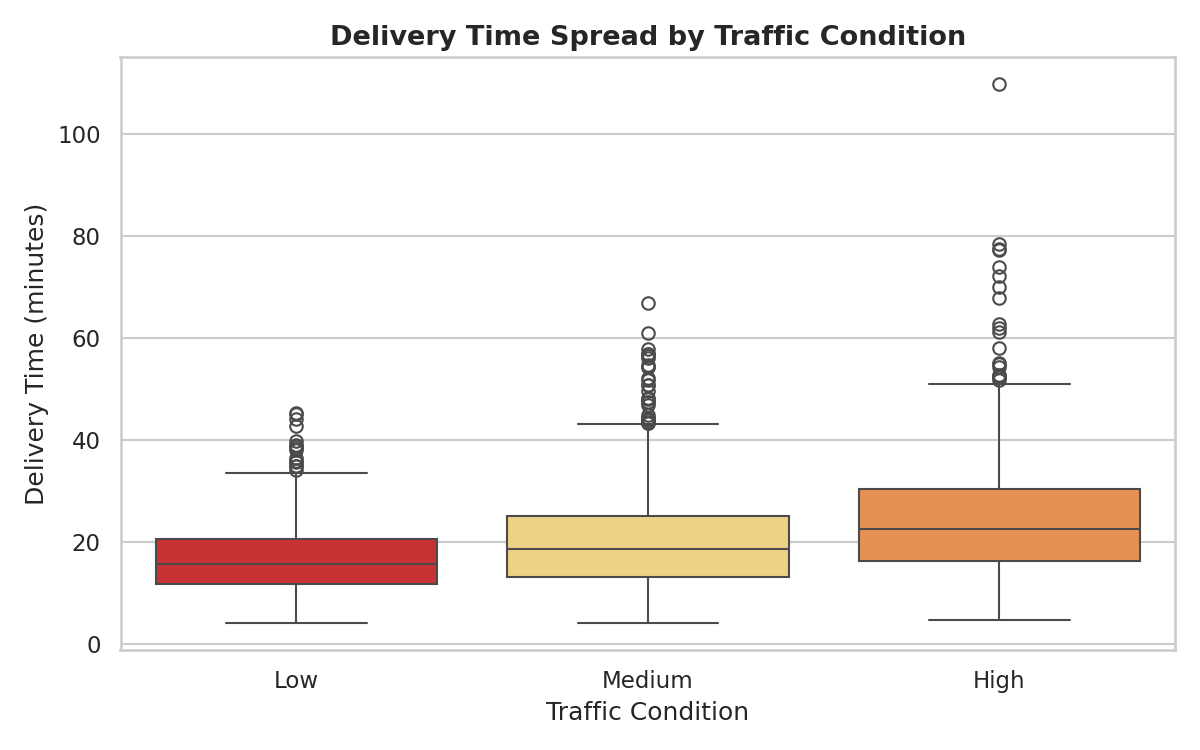 Delivery Time Spread by Traffic Condition
Delivery Time (minutes)
100
80
60
40
20
0
Low Medium High
Traffic Condition